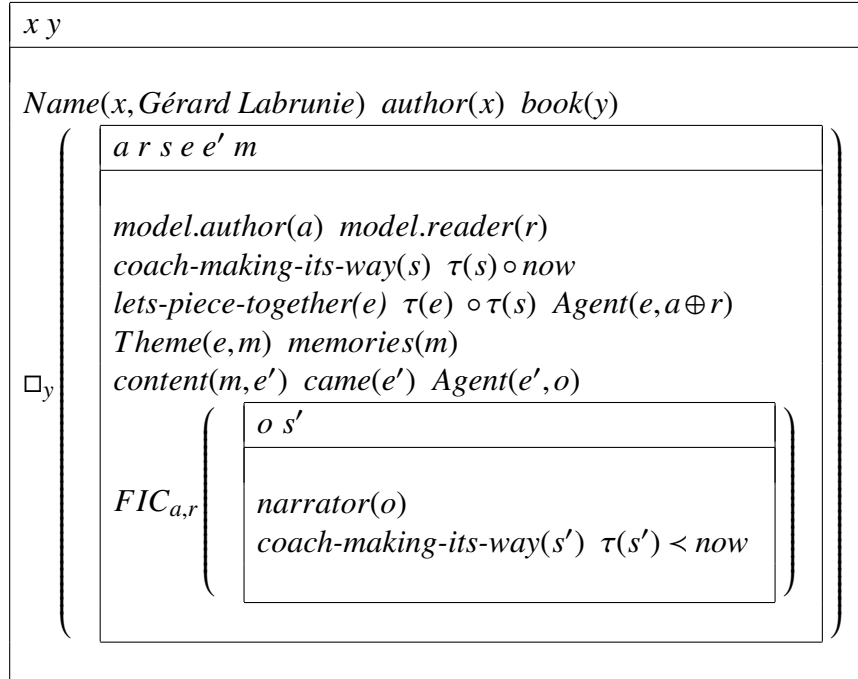 x y
Name(x, Gérard Labrunie) author(x) book(y)
a r s e e′ m
model.author(a) model.reader(r)
coach-making-its-way(s) τ(s) ∘ now
lets-piece-together(e) τ(e) ∘ τ(s) Agent(e, a ⊕ r)
Theme(e, m) memories(m)
□y content(m, e′) came(e′) Agent(e′, o)
o s′
FICa,r narrator(o)
coach-making-its-way(s′) τ(s′) ≺ now